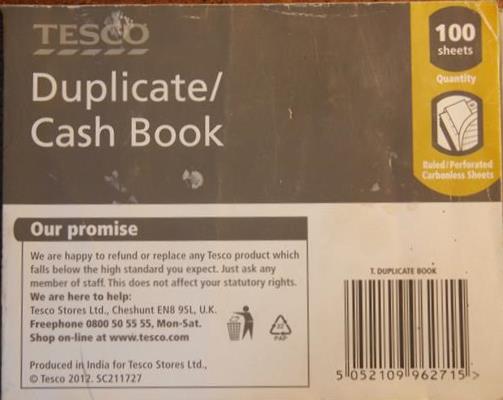 TESCO
Duplicate/
Cash Book
100
sheets
Quantity
Ruled/Perforated
Carbonless Sheets
Our promise
We are happy to refund or replace any Tesco product which
falls below the high standard you expect. Just ask any
member of staff. This does not affect your statutory rights.
We are here to help:
Tesco Stores Ltd., Cheshunt EN8 9SL, U.K.
Freephone 0800 50 55 55, Mon-Sat.
Shop on-line at www.tesco.com
Produced in India for Tesco Stores Ltd.,
© Tesco 2012. SC211727
22
PAP
T. DUPLICATE BOOK
5 052109 962715 >